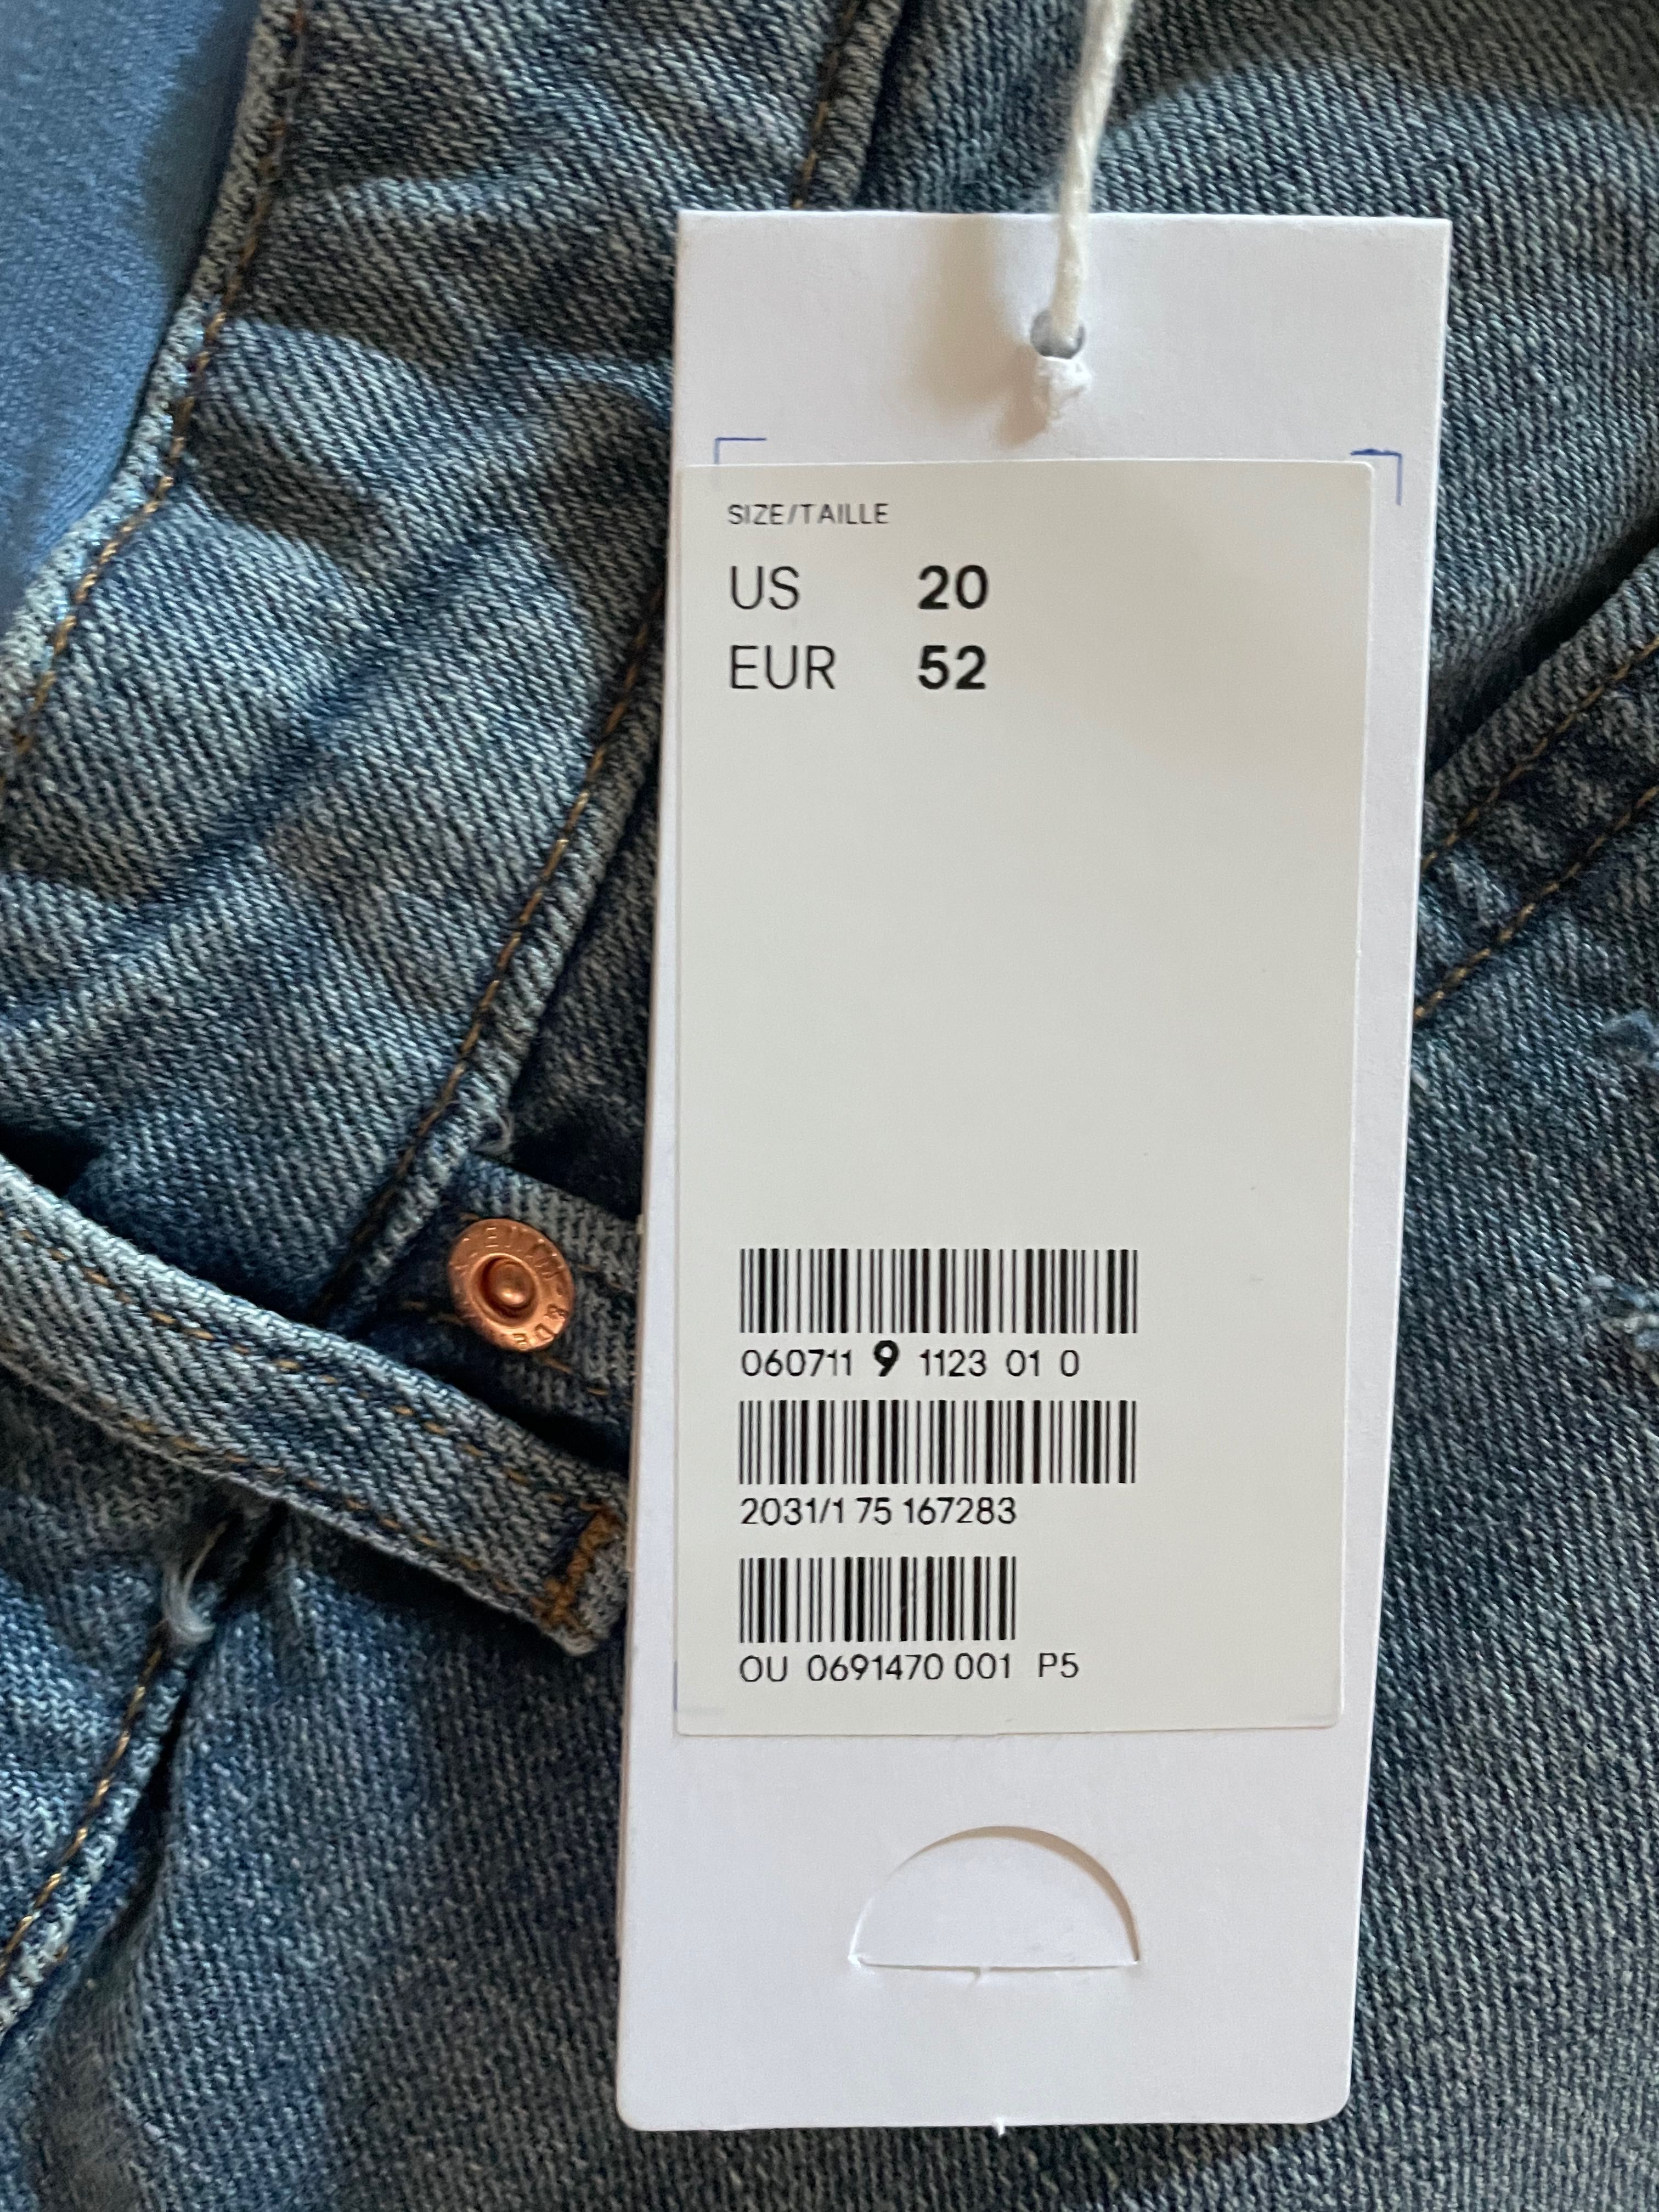 SIZE/TAILLE
US 20
EUR 52
060711 9 1123 01 0
2031/1 75 167283
OU 0691470 001 P5